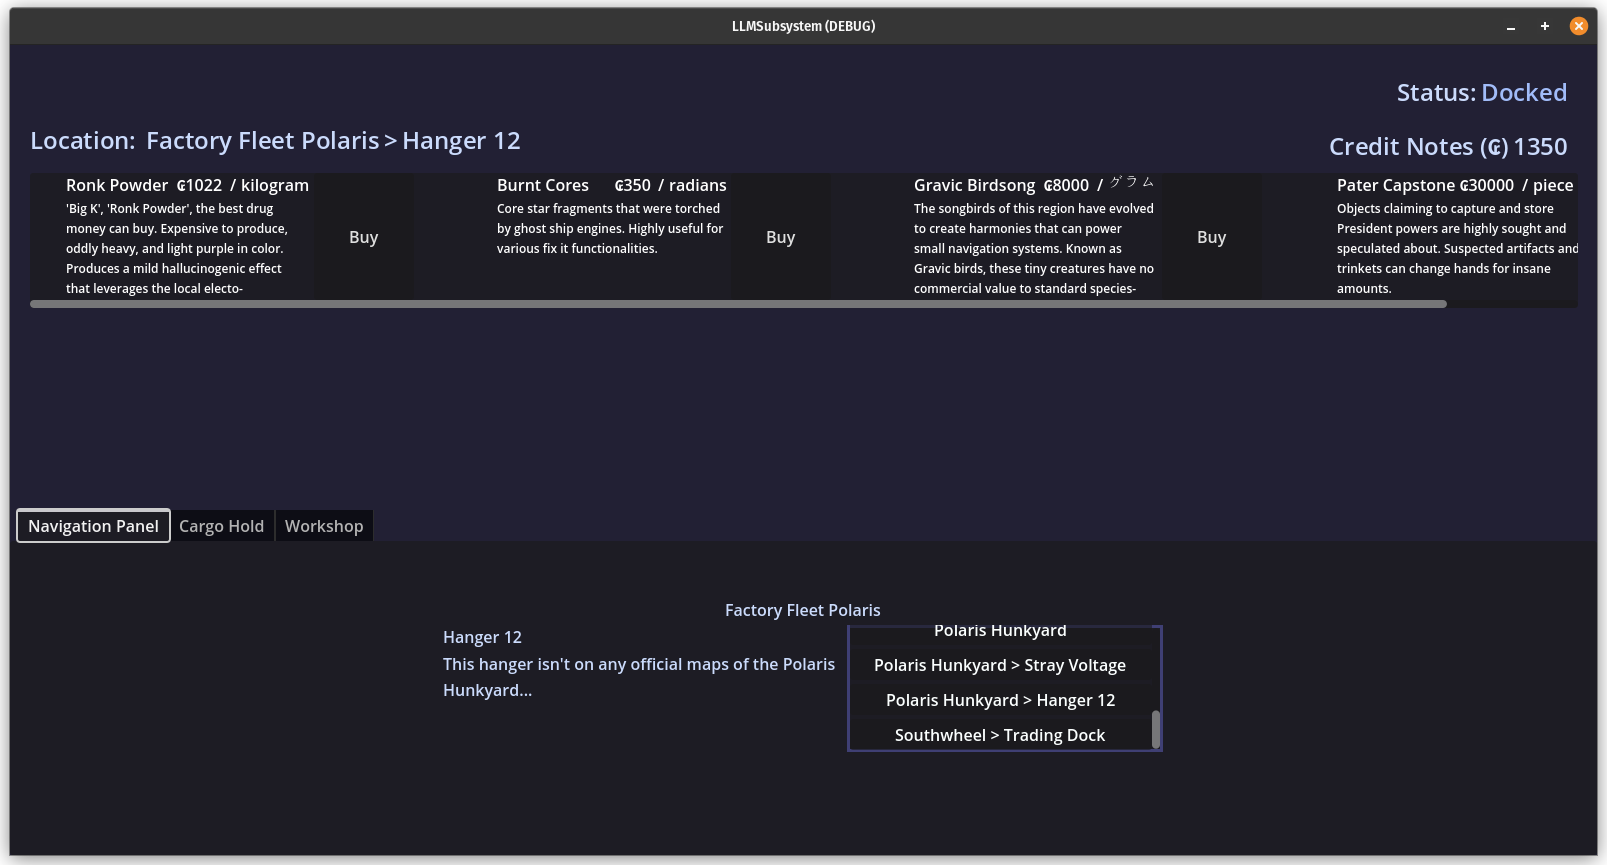 LLMSubsystem (DEBUG)
Status: Docked
Location: Factory Fleet Polaris > Hanger 12
Credit Notes (₢) 1350
Ronk Powder ₢1022 / kilogram
'Big K', 'Ronk Powder', the best drug
money can buy. Expensive to produce,
oddly heavy, and light purple in color.
Produces a mild hallucinogenic effect
that leverages the local electo-
Buy
Burnt Cores ₢350 / radians
Core star fragments that were torched
by ghost ship engines. Highly useful for
various fix it functionalities.
Buy
Gravic Birdsong ₢8000 / グラム
The songbirds of this region have evolved
to create harmonies that can power
small navigation systems. Known as
Gravic birds, these tiny creatures have no
commercial value to standard species-
Buy
Pater Capstone ₢30000 / piece
Objects claiming to capture and store
President powers are highly sought and
speculated about. Suspected artifacts and
trinkets can change hands for insane
amounts.
Navigation Panel
Cargo Hold
Workshop
Factory Fleet Polaris
Hanger 12
This hanger isn't on any official maps of the Polaris
Hunkyard...
Polaris Hunkyard
Polaris Hunkyard > Stray Voltage
Polaris Hunkyard > Hanger 12
Southwheel > Trading Dock